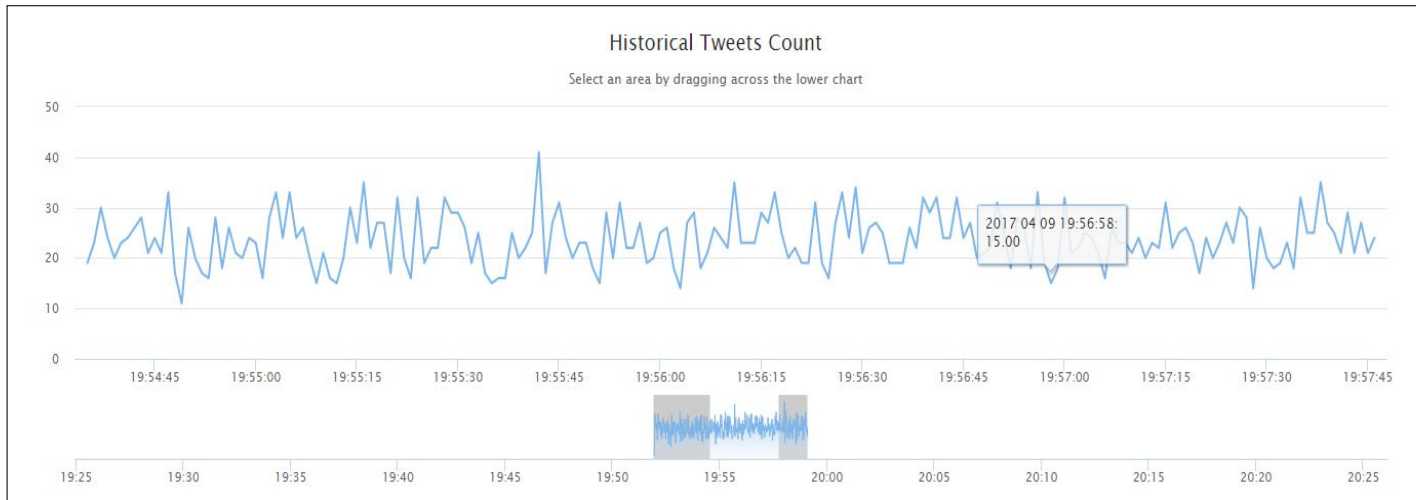 Historical Tweets Count
Select an area by dragging across the lower chart
50
40
30
20
10
0
2017 04 09 19:56:58:
15.00
19:54:45 19:55:00 19:55:15 19:55:30 19:55:45 19:56:00 19:56:15 19:56:30 19:56:45 19:57:00 19:57:15 19:57:30 19:57:45
19:25 19:30 19:35 19:40 19:45 19:50 19:55 20:00 20:05 20:10 20:15 20:20 20:25